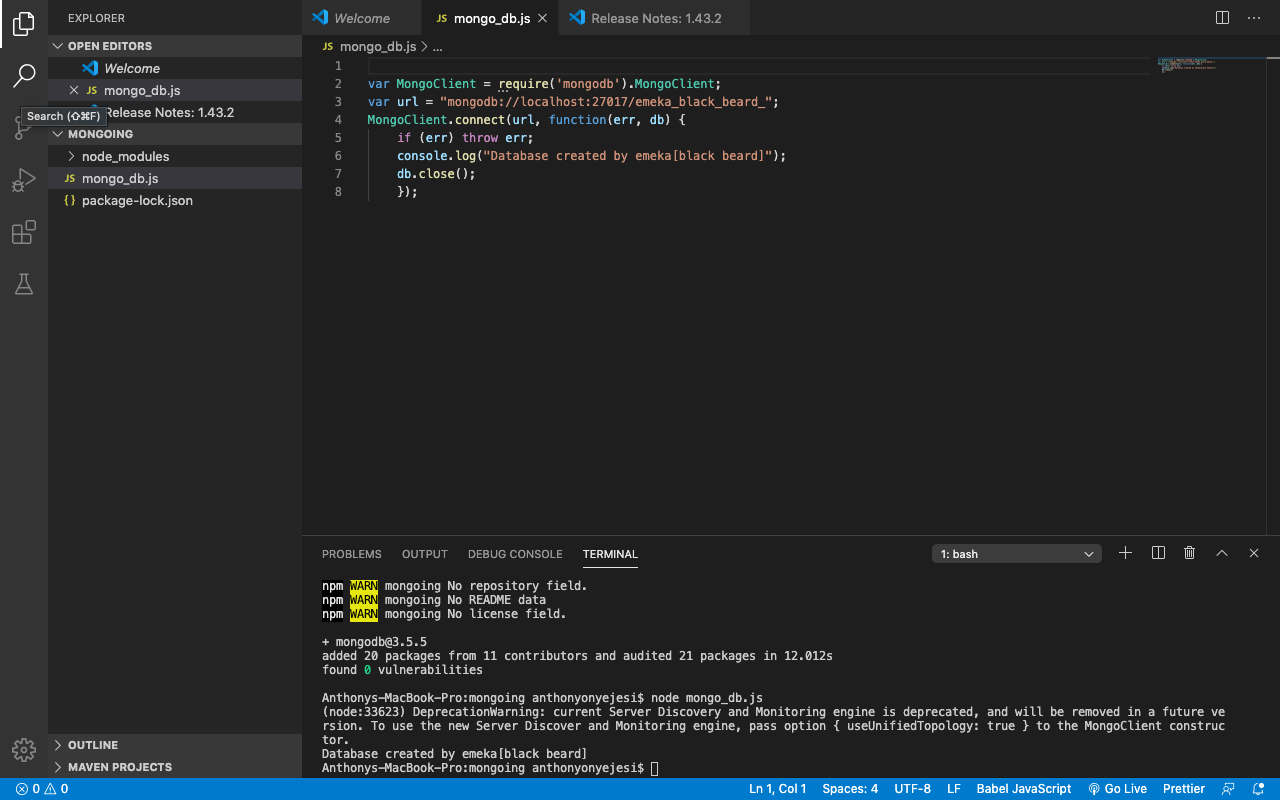 EXPLORER
OPEN EDITORS
Welcome
JS mongo_db.js
Release Notes: 1.43.2
Search (⇧⌘F)
MONGOING
node_modules
JS mongo_db.js
{} package-lock.json
OUTLINE
MAVEN PROJECTS
Welcome
JS mongo_db.js
Release Notes: 1.43.2
JS mongo_db.js > ...
1
2 var MongoClient = require('mongodb').MongoClient;
3 var url = "mongodb://localhost:27017/emeka_black_beard_";
4 MongoClient.connect(url, function(err, db) {
5 if (err) throw err;
6 console.log("Database created by emeka[black beard]");
7 db.close();
8 });
PROBLEMS OUTPUT DEBUG CONSOLE TERMINAL 1: bash
npm WARN mongoing No repository field.
npm WARN mongoing No README data
npm WARN mongoing No license field.
+ mongodb@3.5.5
added 20 packages from 11 contributors and audited 21 packages in 12.012s
found 0 vulnerabilities
Anthonys-MacBook-Pro:mongoing anthonyonyejesi$ node mongo_db.js
(node:33623) DeprecationWarning: current Server Discovery and Monitoring engine is deprecated, and will be removed in a future ve
rsion. To use the new Server Discover and Monitoring engine, pass option { useUnifiedTopology: true } to the MongoClient construc
tor.
Database created by emeka[black beard]
Anthonys-MacBook-Pro:mongoing anthonyonyejesi$
0 0 Ln 1, Col 1 Spaces: 4 UTF-8 LF Babel JavaScript Go Live Prettier